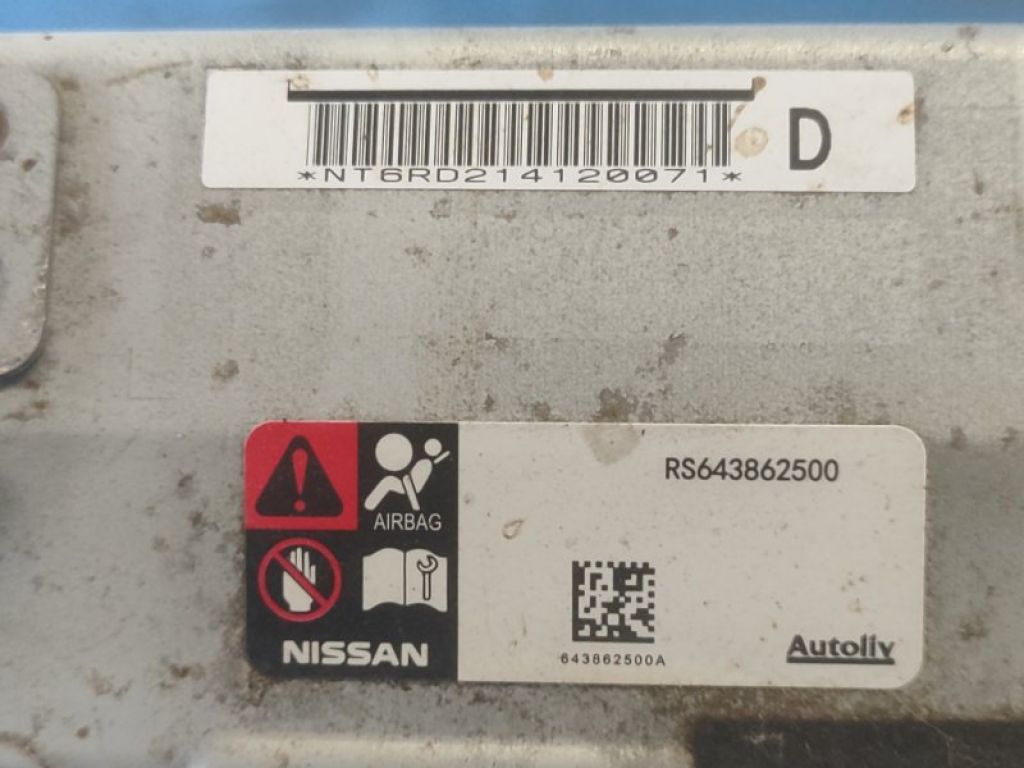 D
*NT6RD214120071*
RS643862500
AIRBAG
643862500A
NISSAN
Autoliv